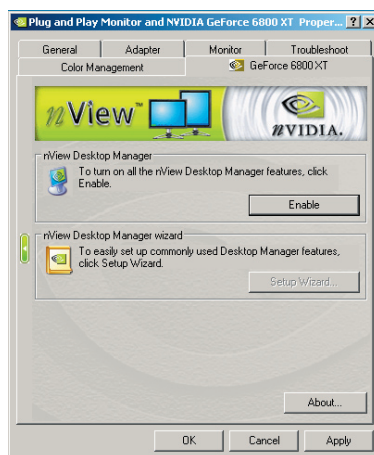 Plug and Play Monitor and NVIDIA GeForce 6800 XT Proper...
General Adapter Monitor Troubleshoot
Color Management GeForce 6800 XT
nView™ nVIDIA.
nView Desktop Manager
To turn on all the nView Desktop Manager features, click
Enable.
Enable
nView Desktop Manager wizard
To easily set up commonly used Desktop Manager features,
click Setup Wizard.
Setup Wizard...
About...
OK Cancel Apply